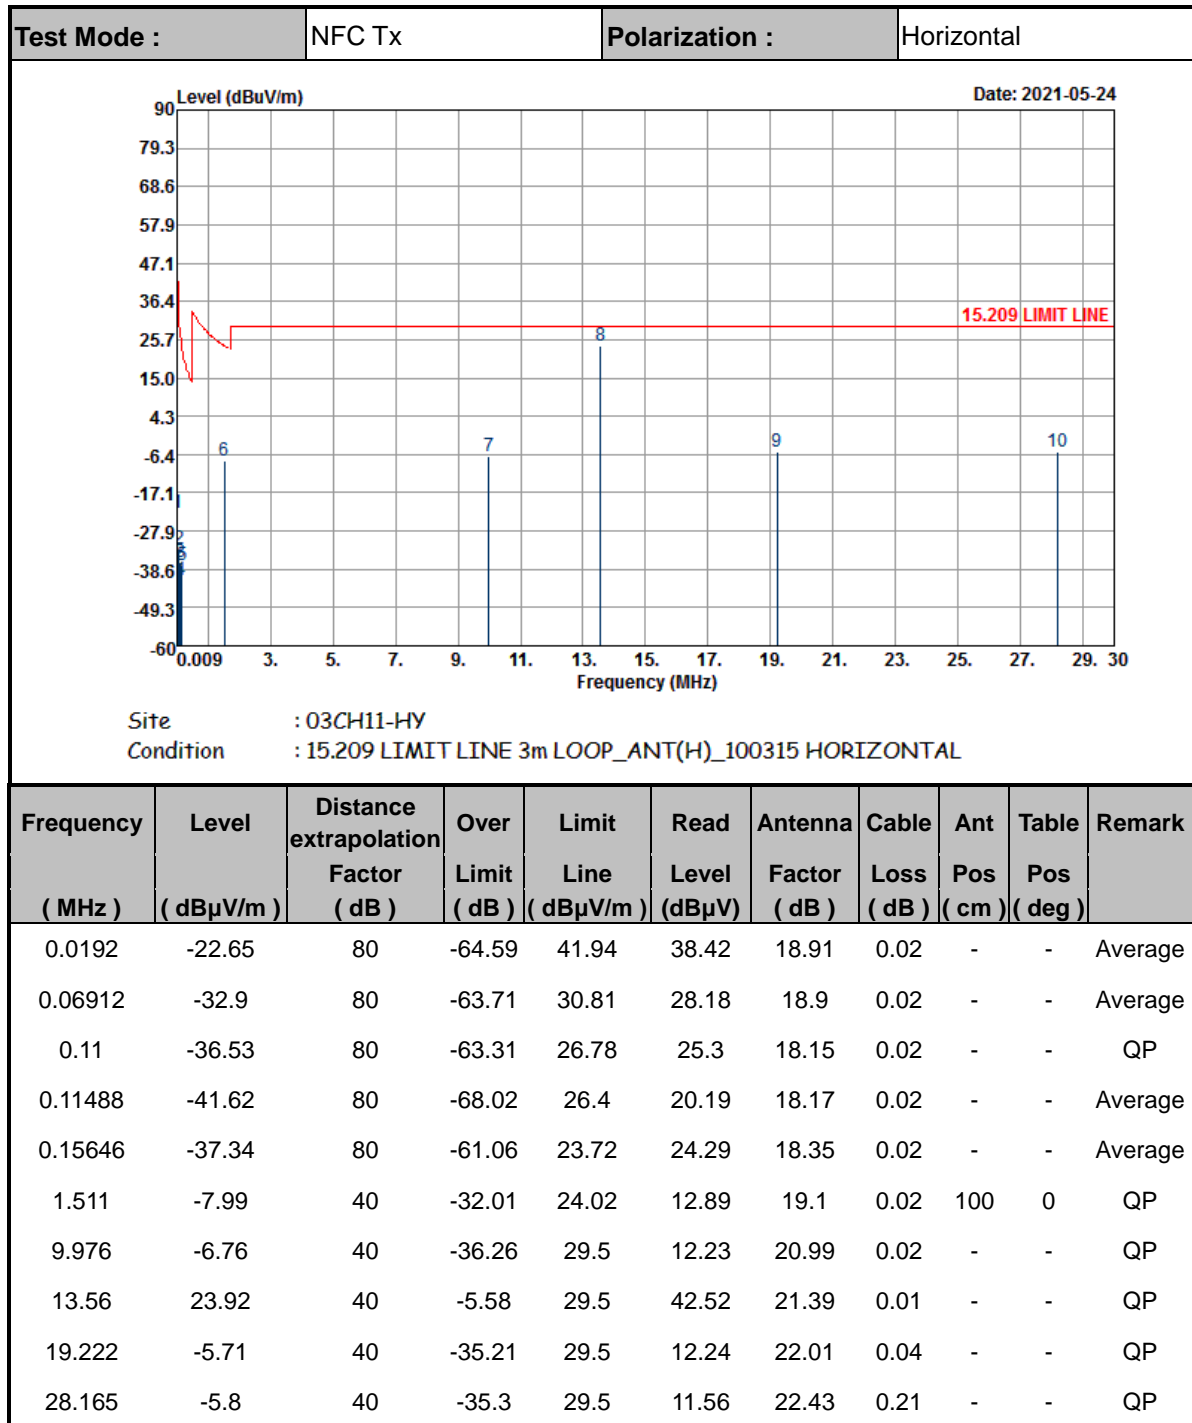 Test Mode : NFC Tx Polarization : Horizontal
Level (dBuV/m) Date: 2021-05-24
90
79.3
68.6
57.9
47.1
36.4
15.209 LIMIT LINE
25.7
8
15.0
4.3
6 7 9 10
-6.4
-17.1
-27.9
-38.6
-49.3
-60
0.009 3. 5. 7. 9. 11. 13. 15. 17. 19. 21. 23. 25. 27. 29. 30
Frequency (MHz)
Site : 03CH11-HY
Condition : 15.209 LIMIT LINE 3m LOOP_ANT(H)_100315 HORIZONTAL
Frequency Level Distance extrapolation Over Limit Read Antenna Cable Ant Table Remark
Factor Limit Line Level Factor Loss Pos Pos
( MHz ) ( dBµV/m ) ( dB ) ( dB ) ( dBµV/m ) (dBµV) ( dB ) ( dB ) ( cm ) ( deg )
0.0192 -22.65 80 -64.59 41.94 38.42 18.91 0.02 - - Average
0.06912 -32.9 80 -63.71 30.81 28.18 18.9 0.02 - - Average
0.11 -36.53 80 -63.31 26.78 25.3 18.15 0.02 - - QP
0.11488 -41.62 80 -68.02 26.4 20.19 18.17 0.02 - - Average
0.15646 -37.34 80 -61.06 23.72 24.29 18.35 0.02 - - Average
1.511 -7.99 40 -32.01 24.02 12.89 19.1 0.02 100 0 QP
9.976 -6.76 40 -36.26 29.5 12.23 20.99 0.02 - - QP
13.56 23.92 40 -5.58 29.5 42.52 21.39 0.01 - - QP
19.222 -5.71 40 -35.21 29.5 12.24 22.01 0.04 - - QP
28.165 -5.8 40 -35.3 29.5 11.56 22.43 0.21 - - QP